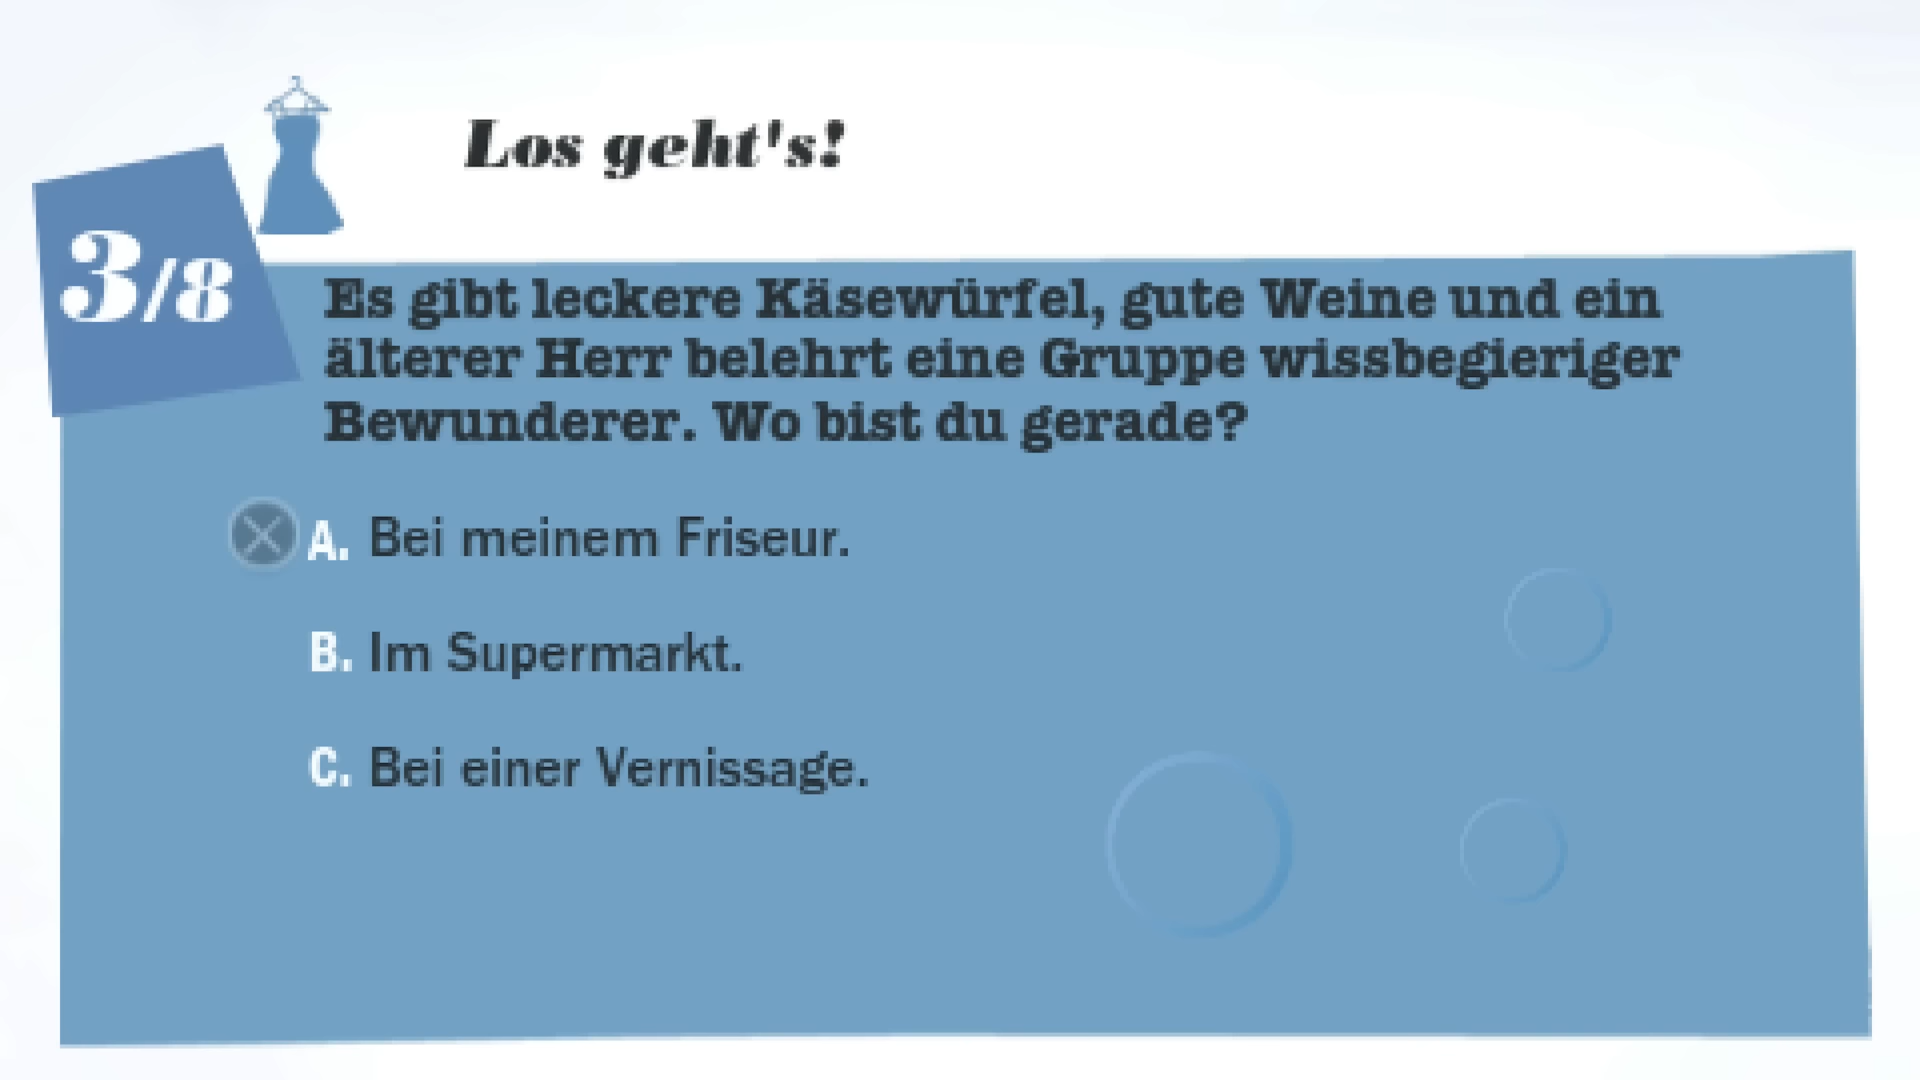 Los geht's!
3/8
Es gibt leckere Käsewürfel, gute Weine und ein
älterer Herr belehrt eine Gruppe wissbegieriger
Bewunderer. Wo bist du gerade?
A. Bei meinem Friseur.
B. Im Supermarkt.
C. Bei einer Vernissage.